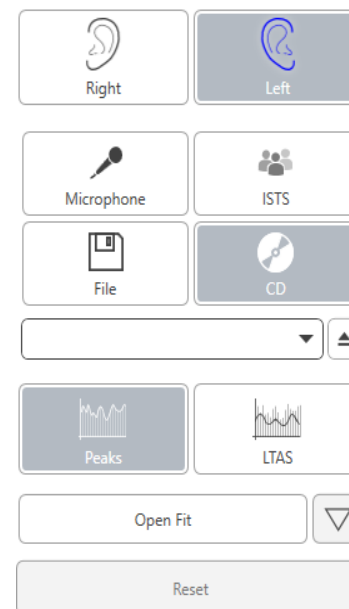 Right
Left
Microphone
ISTS
File
CD
Peaks
LTAS
Open Fit
Reset